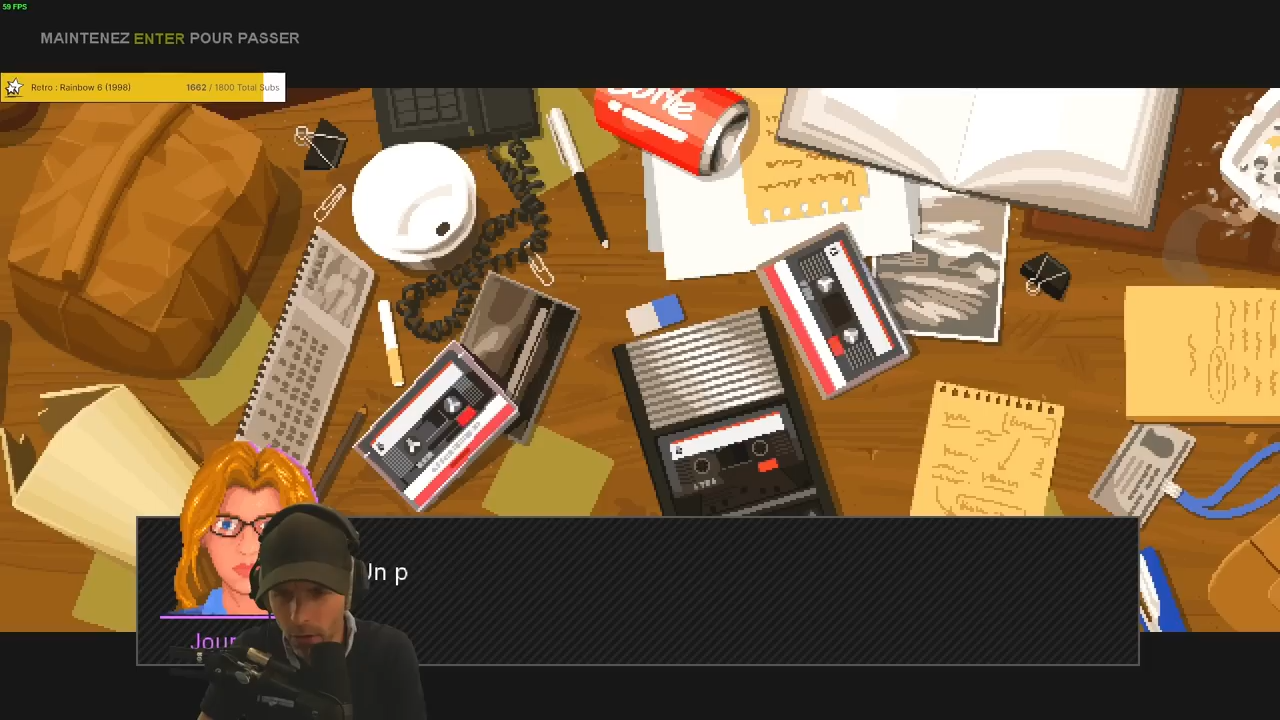 59 FPS
MAINTENEZ ENTER POUR PASSER
Retro : Rainbow 6 (1998) 1662 / 1800 Total Subs
Un p
Jour